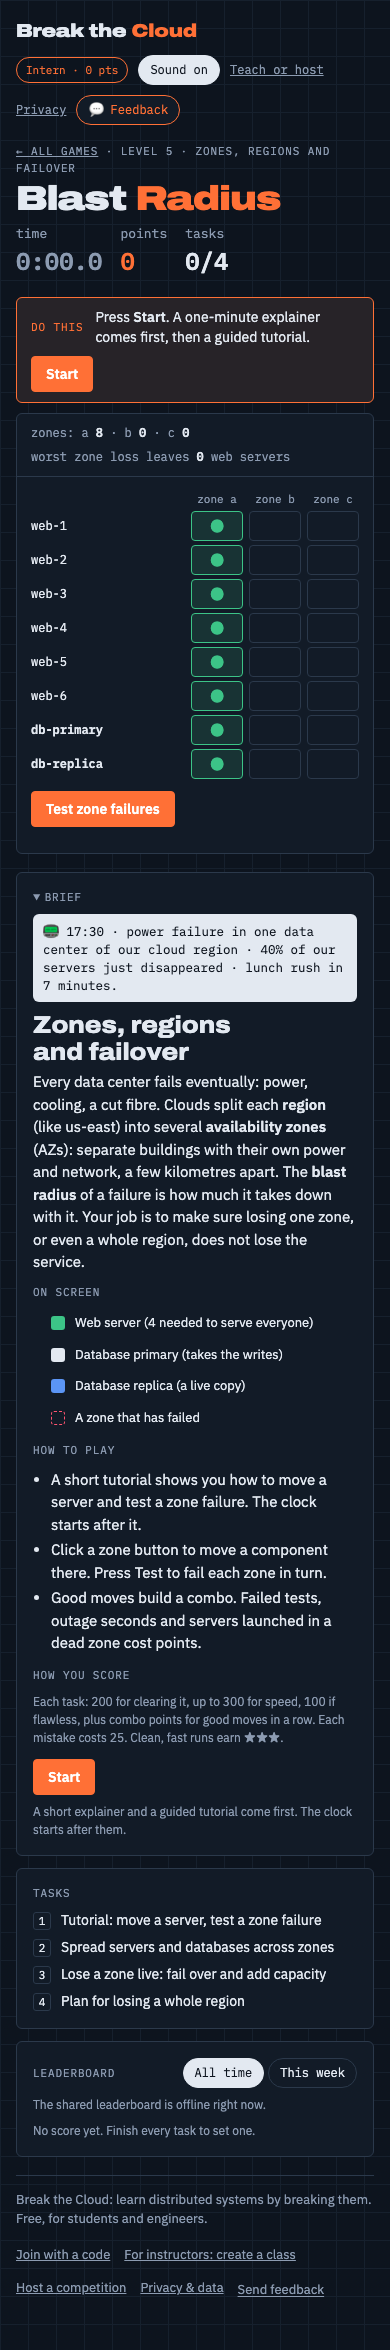 Break the Cloud
Intern · 0 pts Sound on Teach or host
Privacy 💬 Feedback
← ALL GAMES · LEVEL 5 · ZONES, REGIONS AND
FAILOVER
Blast Radius
time points tasks
0:00.0 0 0/4
DO THIS Press Start. A one-minute explainer
comes first, then a guided tutorial.
Start
zones: a 8 · b 0 · c 0
worst zone loss leaves 0 web servers
zone a zone b zone c
web-1
web-2
web-3
web-4
web-5
web-6
db-primary
db-replica
Test zone failures
▼ BRIEF
📟 17:30 · power failure in one data
center of our cloud region · 40% of our
servers just disappeared · lunch rush in
7 minutes.
Zones, regions
and failover
Every data center fails eventually: power,
cooling, a cut fibre. Clouds split each region
(like us-east) into several availability zones
(AZs): separate buildings with their own power
and network, a few kilometres apart. The blast
radius of a failure is how much it takes down
with it. Your job is to make sure losing one zone,
or even a whole region, does not lose the
service.
ON SCREEN
Web server (4 needed to serve everyone)
Database primary (takes the writes)
Database replica (a live copy)
A zone that has failed
HOW TO PLAY
• A short tutorial shows you how to move a
server and test a zone failure. The clock
starts after it.
• Click a zone button to move a component
there. Press Test to fail each zone in turn.
• Good moves build a combo. Failed tests,
outage seconds and servers launched in a
dead zone cost points.
HOW YOU SCORE
Each task: 200 for clearing it, up to 300 for speed, 100 if
flawless, plus combo points for good moves in a row. Each
mistake costs 25. Clean, fast runs earn ★★★.
Start
A short explainer and a guided tutorial come first. The clock
starts after them.
TASKS
1 Tutorial: move a server, test a zone failure
2 Spread servers and databases across zones
3 Lose a zone live: fail over and add capacity
4 Plan for losing a whole region
LEADERBOARD All time This week
The shared leaderboard is offline right now.
No score yet. Finish every task to set one.
Break the Cloud: learn distributed systems by breaking them.
Free, for students and engineers.
Join with a code For instructors: create a class
Host a competition Privacy & data Send feedback